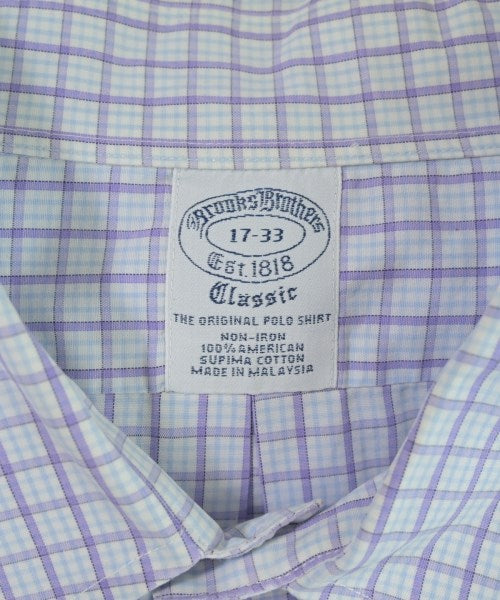 Brooks Brothers
17-33
Est. 1818
Classic
THE ORIGINAL POLO SHIRT
NON-IRON
100% AMERICAN
SUPIMA COTTON
MADE IN MALAYSIA